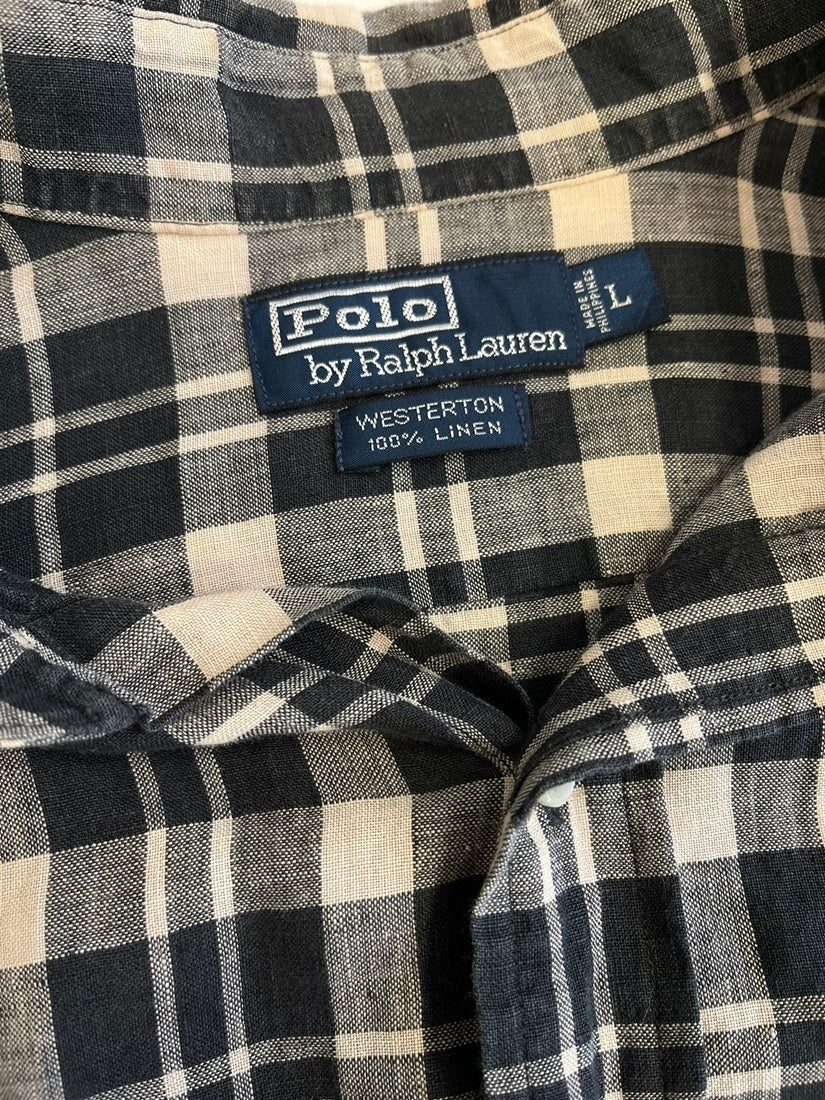 Polo
by Ralph Lauren
MADE IN
PHILIPPINES
L
WESTERTON
100% LINEN